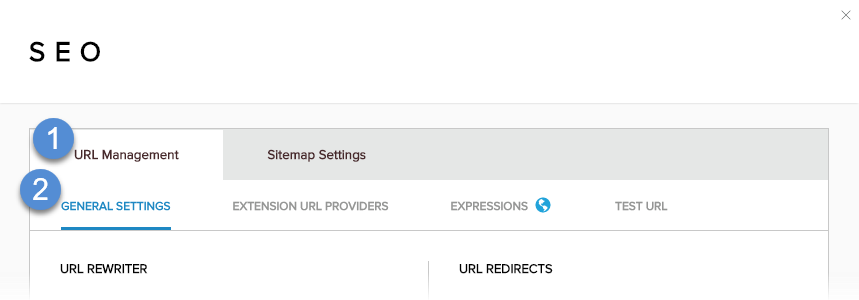 SEO
1
URL Management Sitemap Settings
2
GENERAL SETTINGS EXTENSION URL PROVIDERS EXPRESSIONS TEST URL
URL REWRITER URL REDIRECTS